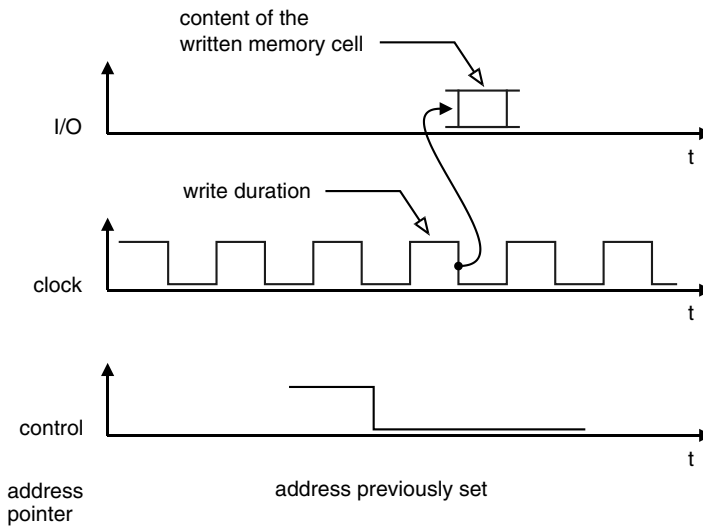 content of the
written memory cell
I/O
t
write duration
clock
t
control
t
address
pointer
address previously set